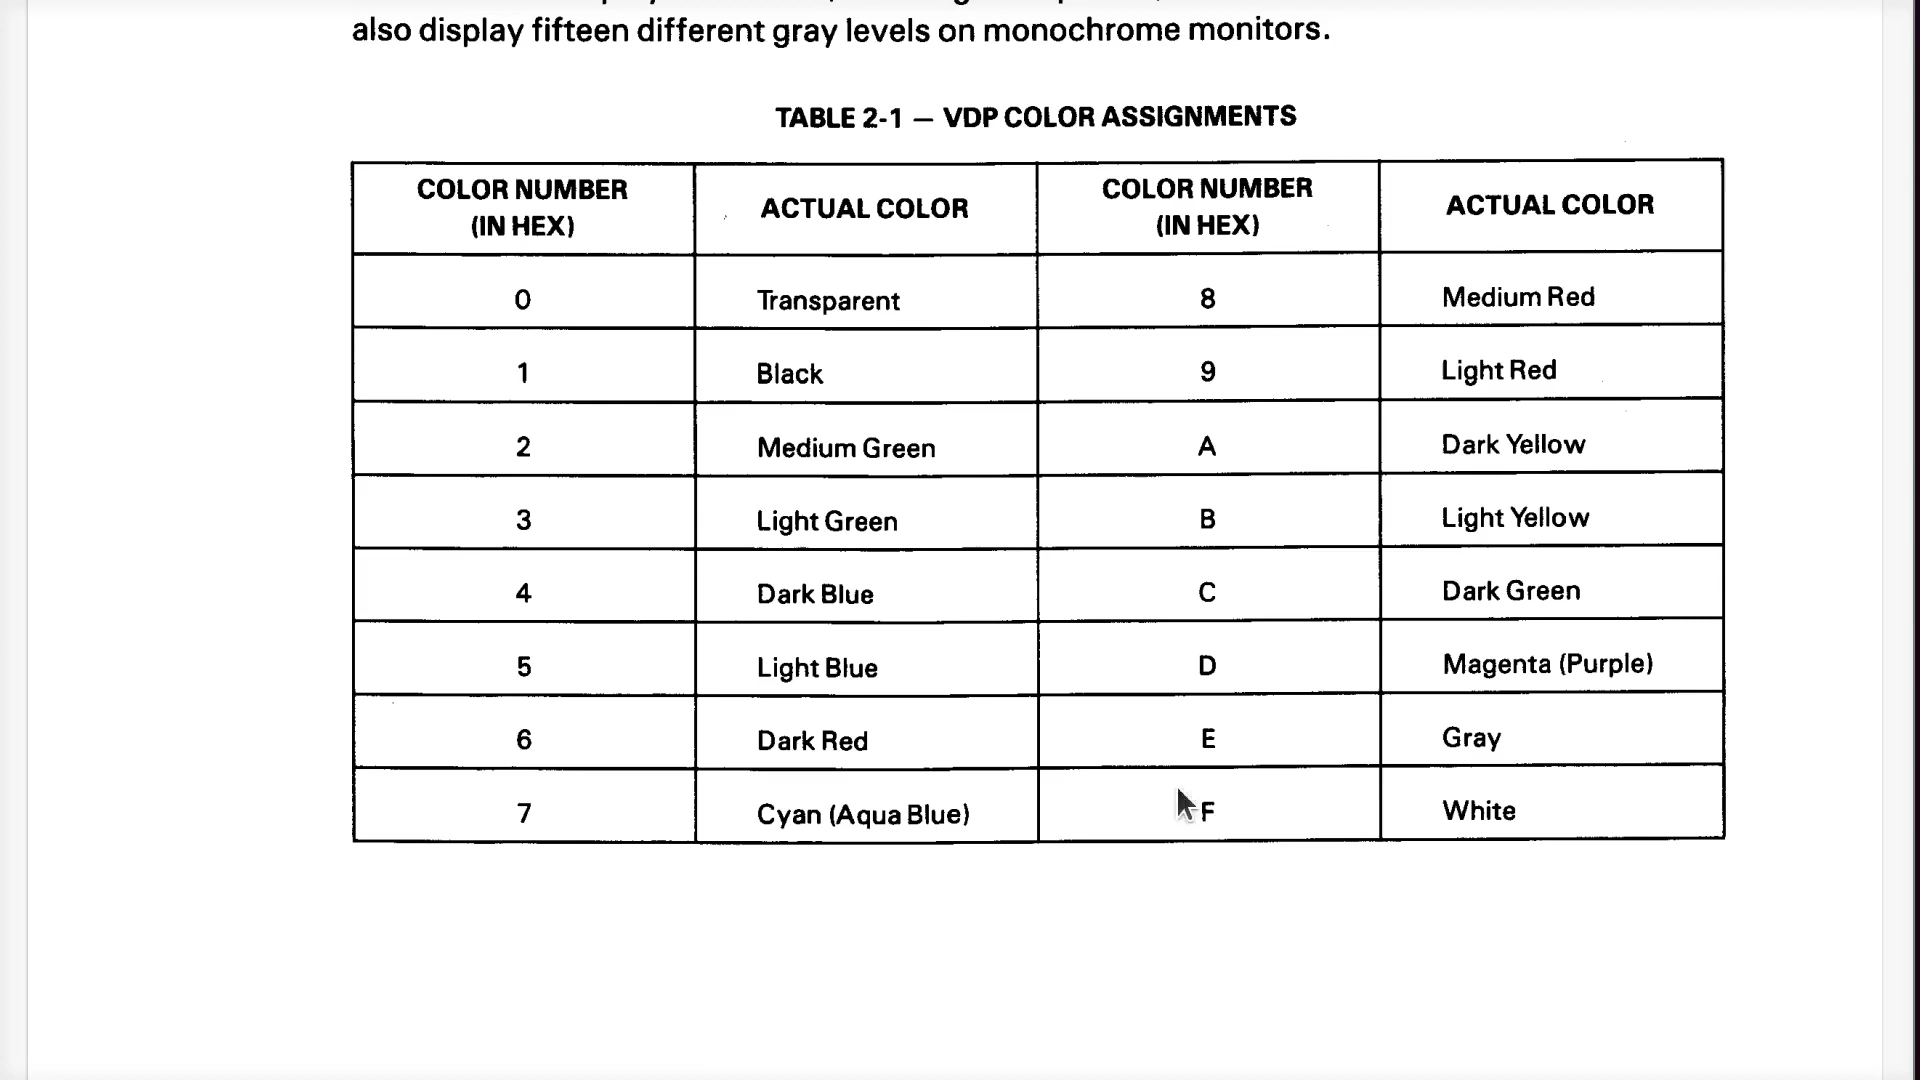 also display fifteen different gray levels on monochrome monitors.
TABLE 2-1 — VDP COLOR ASSIGNMENTS
COLOR NUMBER (IN HEX) ACTUAL COLOR COLOR NUMBER (IN HEX) ACTUAL COLOR
0 Transparent 8 Medium Red
1 Black 9 Light Red
2 Medium Green A Dark Yellow
3 Light Green B Light Yellow
4 Dark Blue C Dark Green
5 Light Blue D Magenta (Purple)
6 Dark Red E Gray
7 Cyan (Aqua Blue) F White